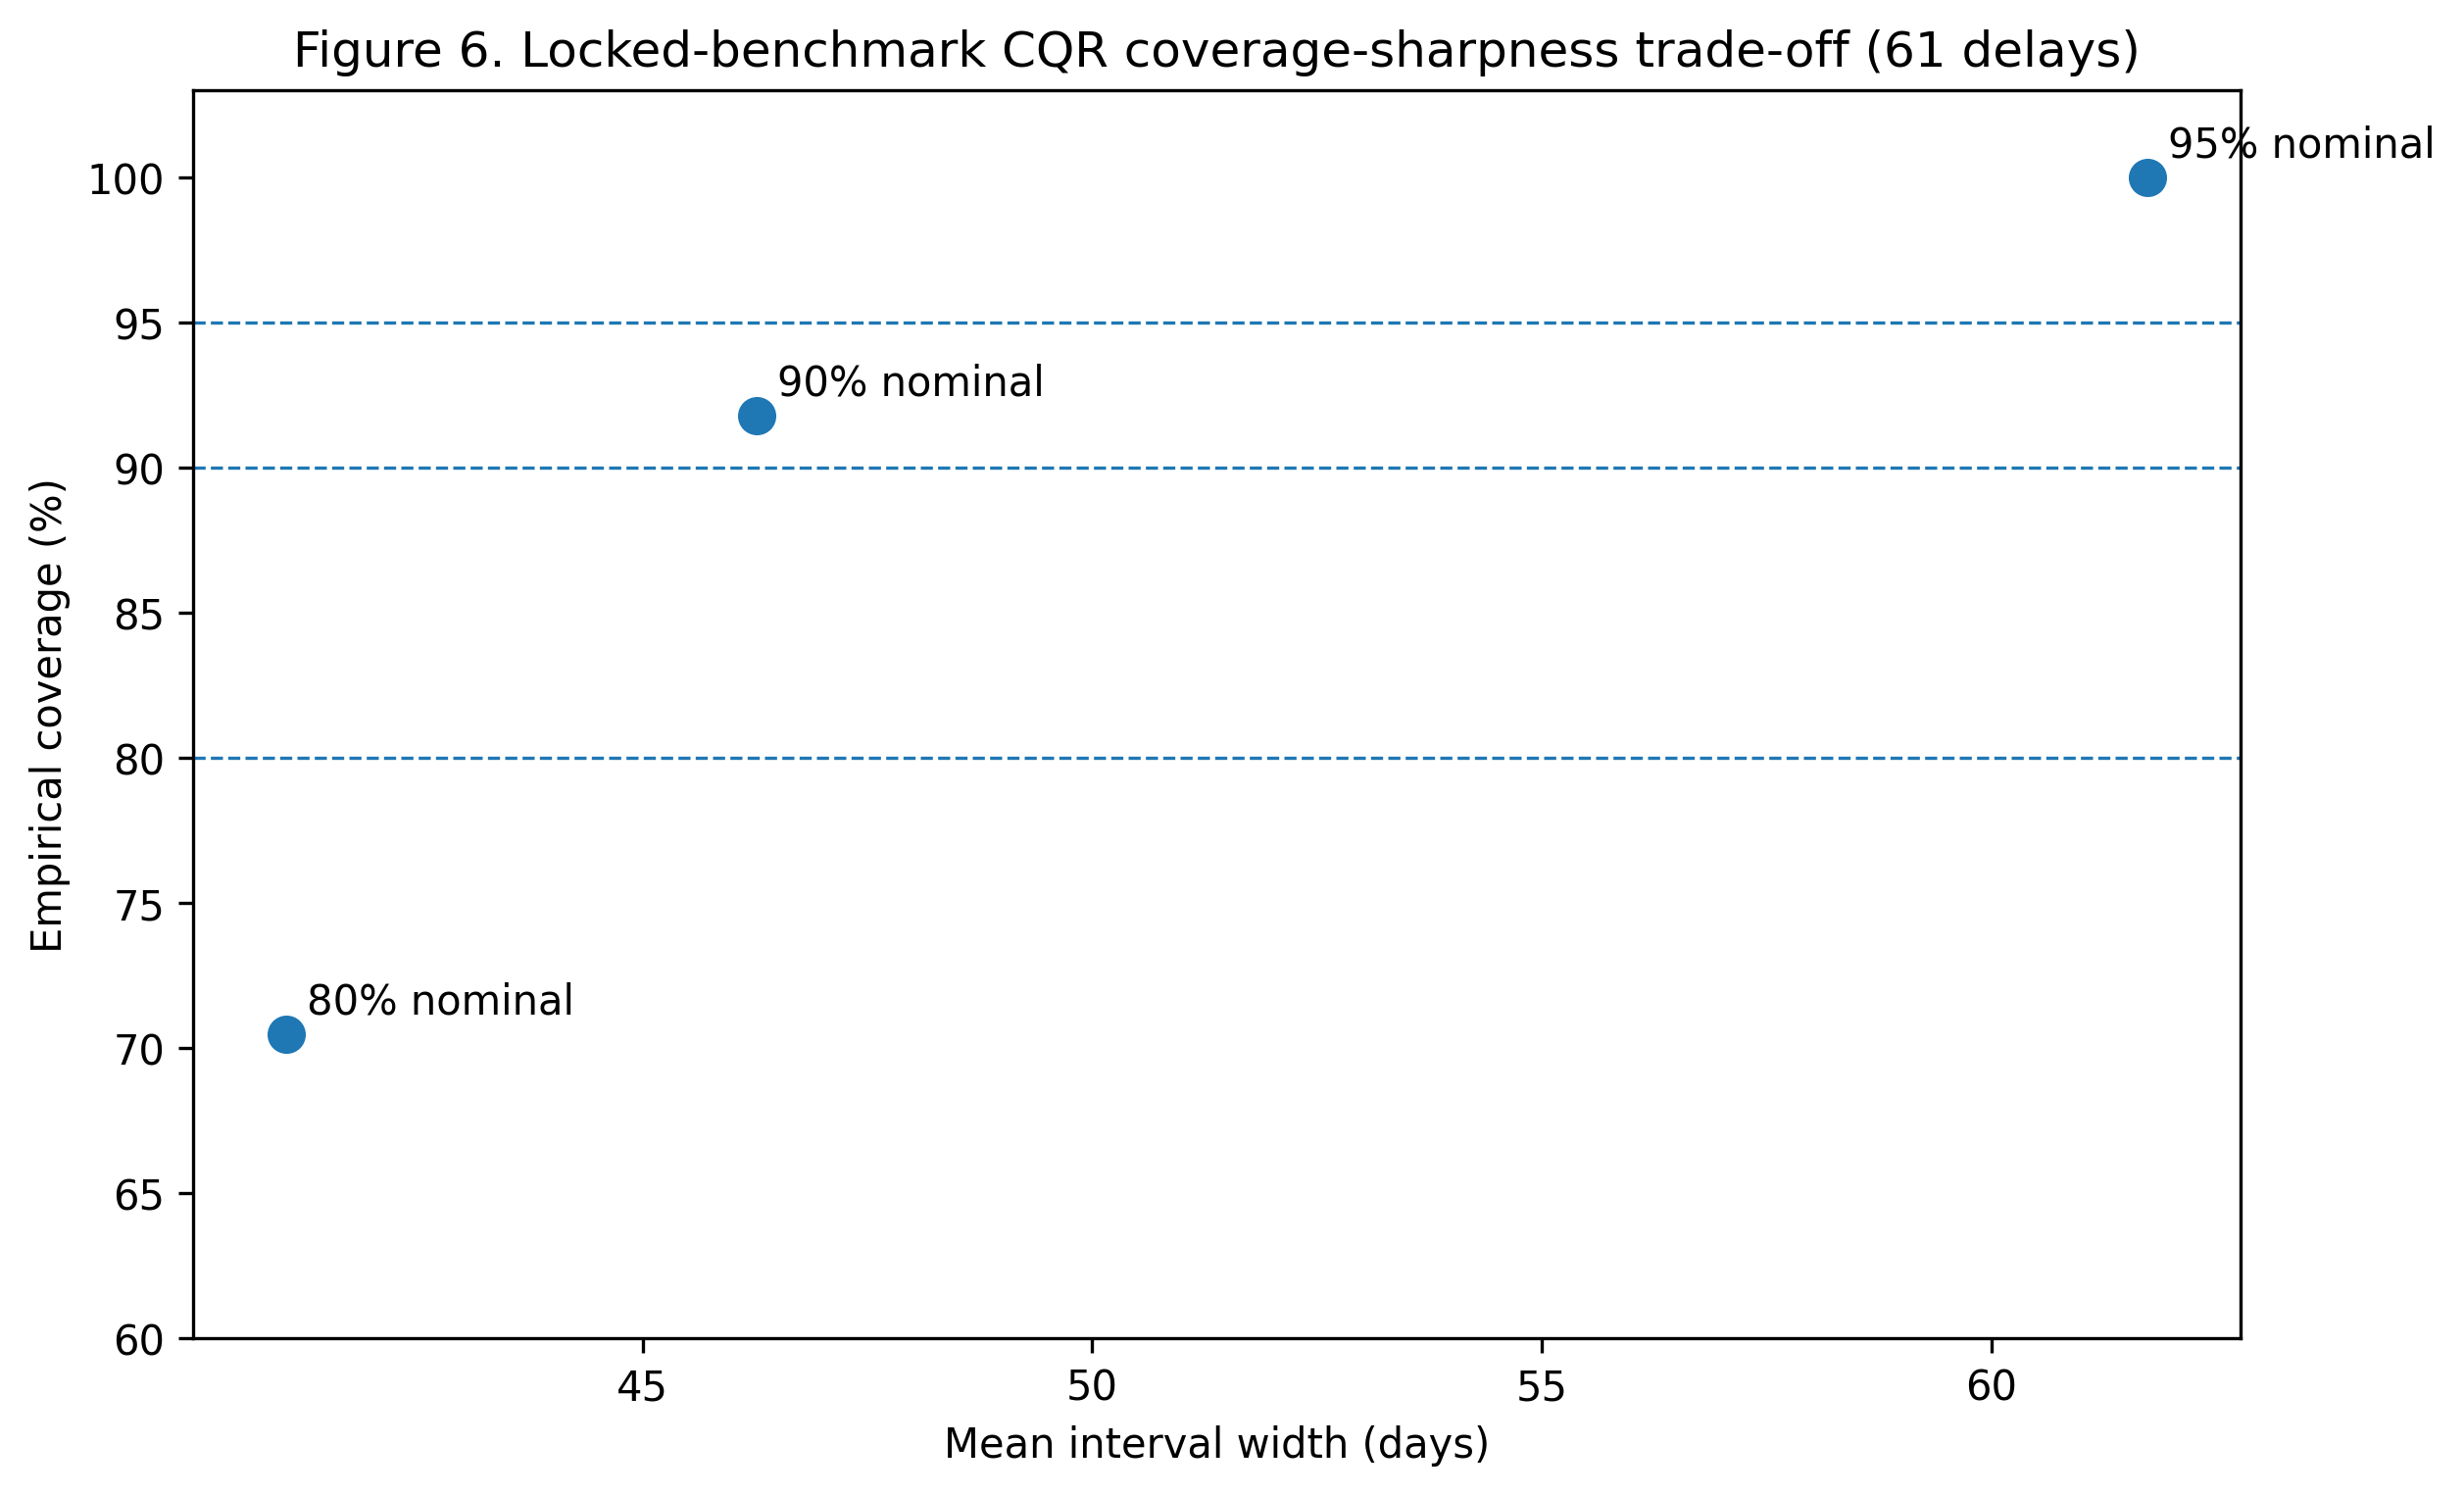 Figure 6. Locked-benchmark CQR coverage-sharpness trade-off (61 delays)
95% nominal
100
95
90% nominal
90
85
80
75
80% nominal
70
65
60
Empirical coverage (%)
45 50 55 60
Mean interval width (days)